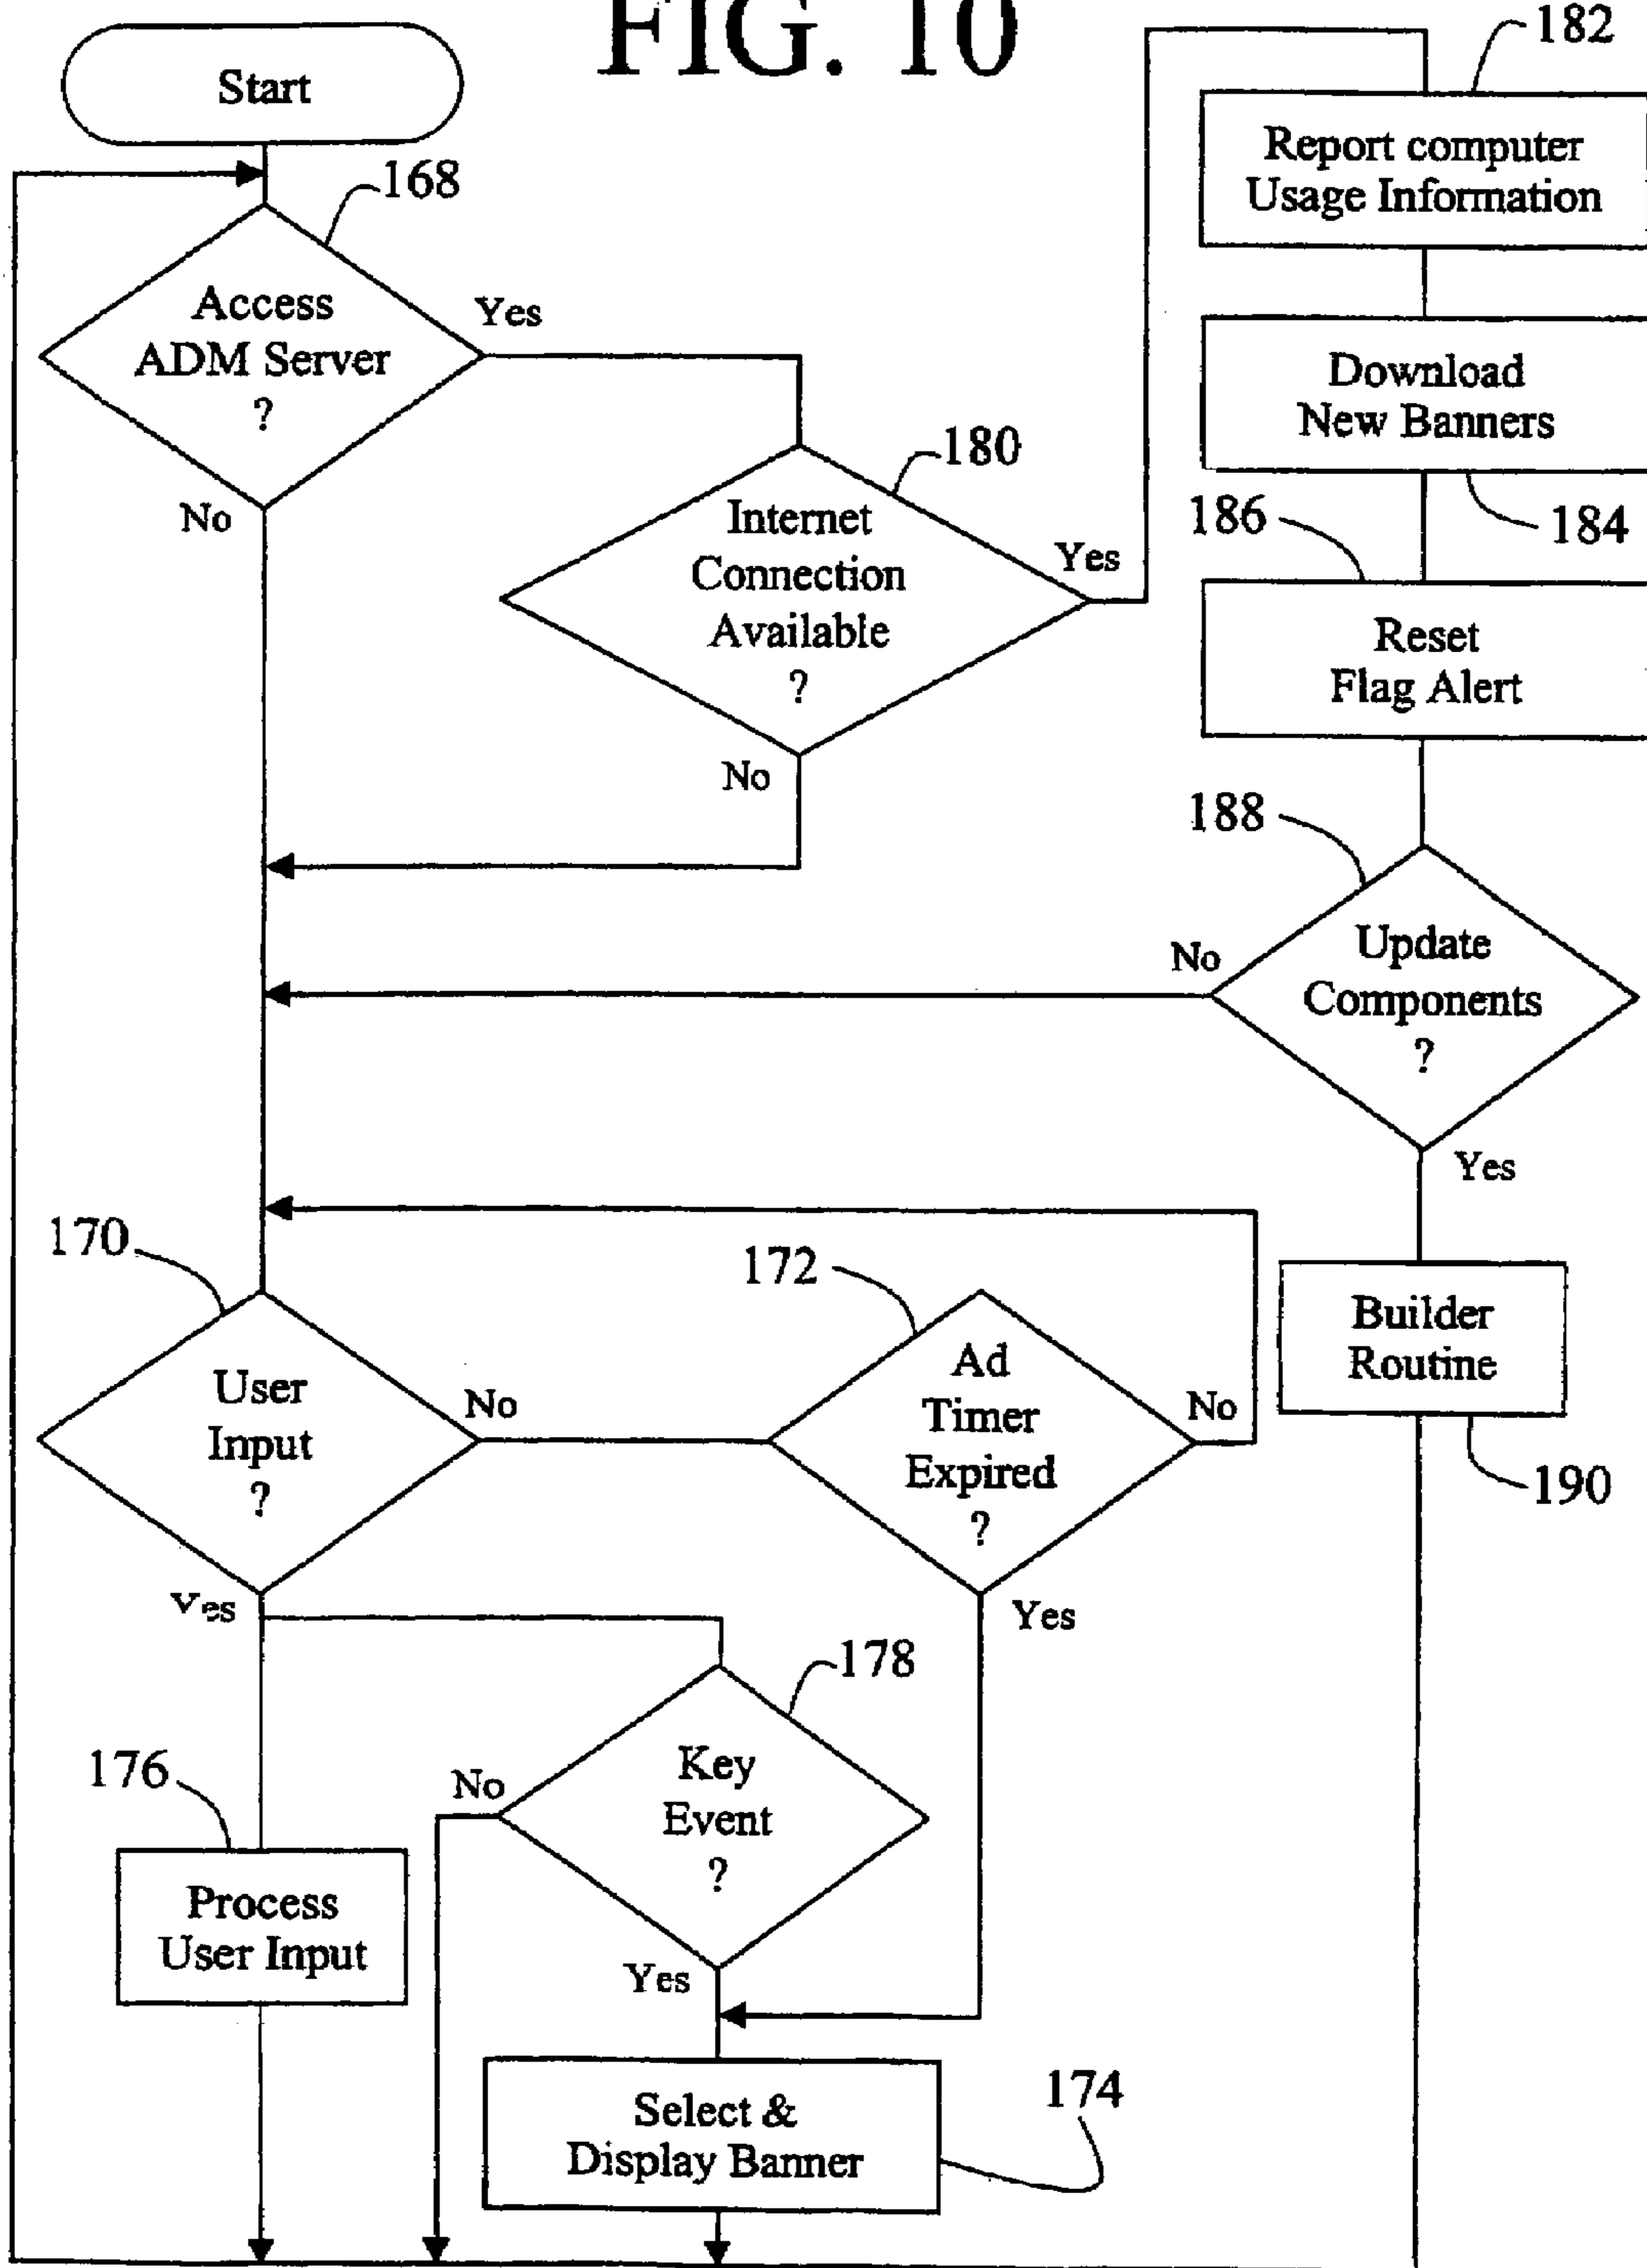 FIG. 10
Start
168
Access
ADM Server
?
Yes
No
180
Internet
Connection
Available
?
Yes
No
182
Report computer
Usage Information
Download
New Banners
184
186
Reset
Flag Alert
188
Update
Components
?
No
Yes
Builder
Routine
190
170
User
Input
?
No
Yes
172
Ad
Timer
Expired
?
No
Yes
178
Key
Event
?
No
Yes
176
Process
User Input
Select &
Display Banner
174